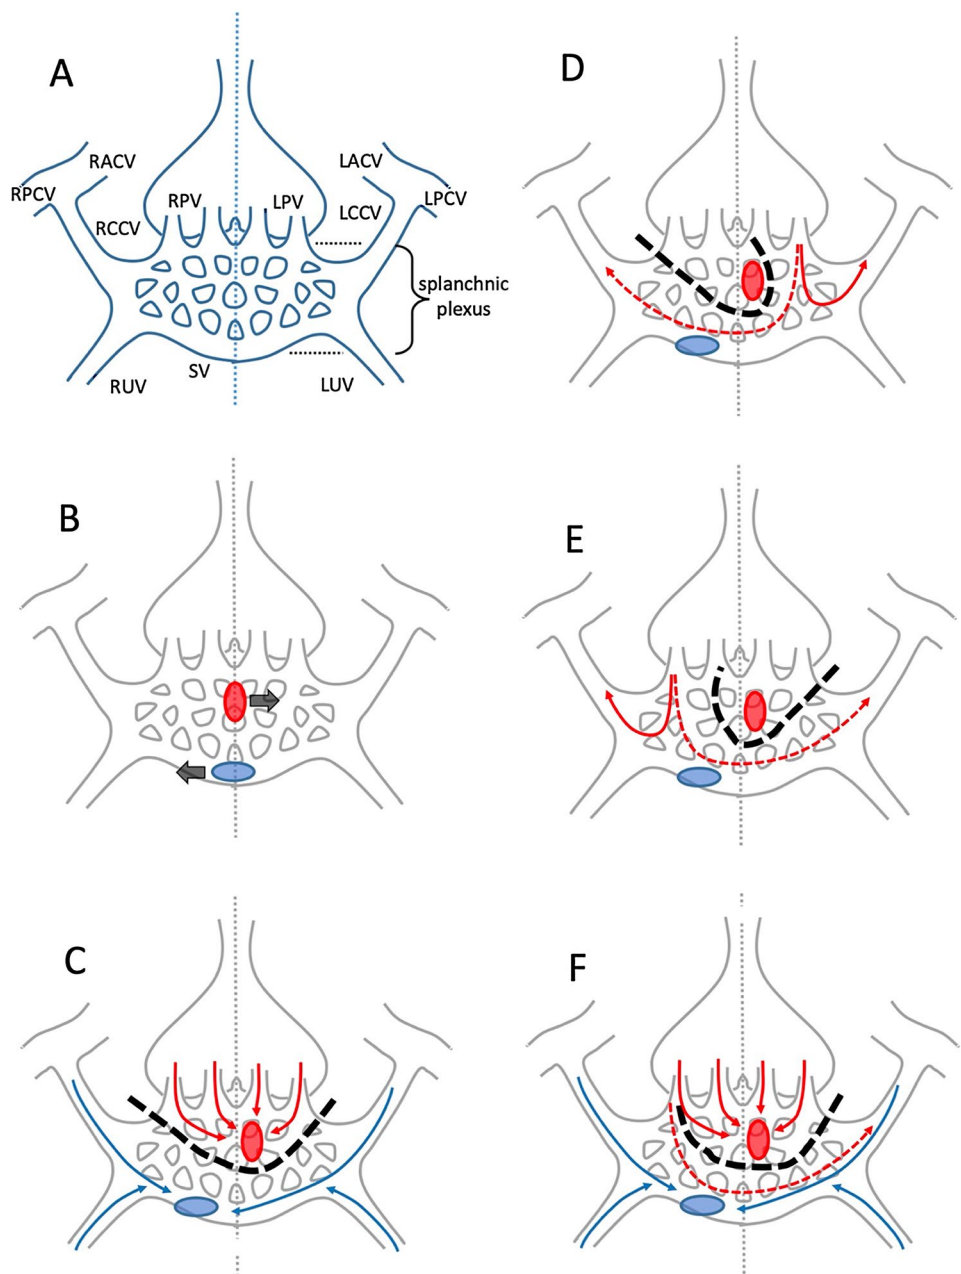 A
RACV
LACV
RPCV
RPV
LPV
LPCV
RCCV
LCCV
splanchnic
plexus
SV
RUV
LUV
D
B
E
C
F